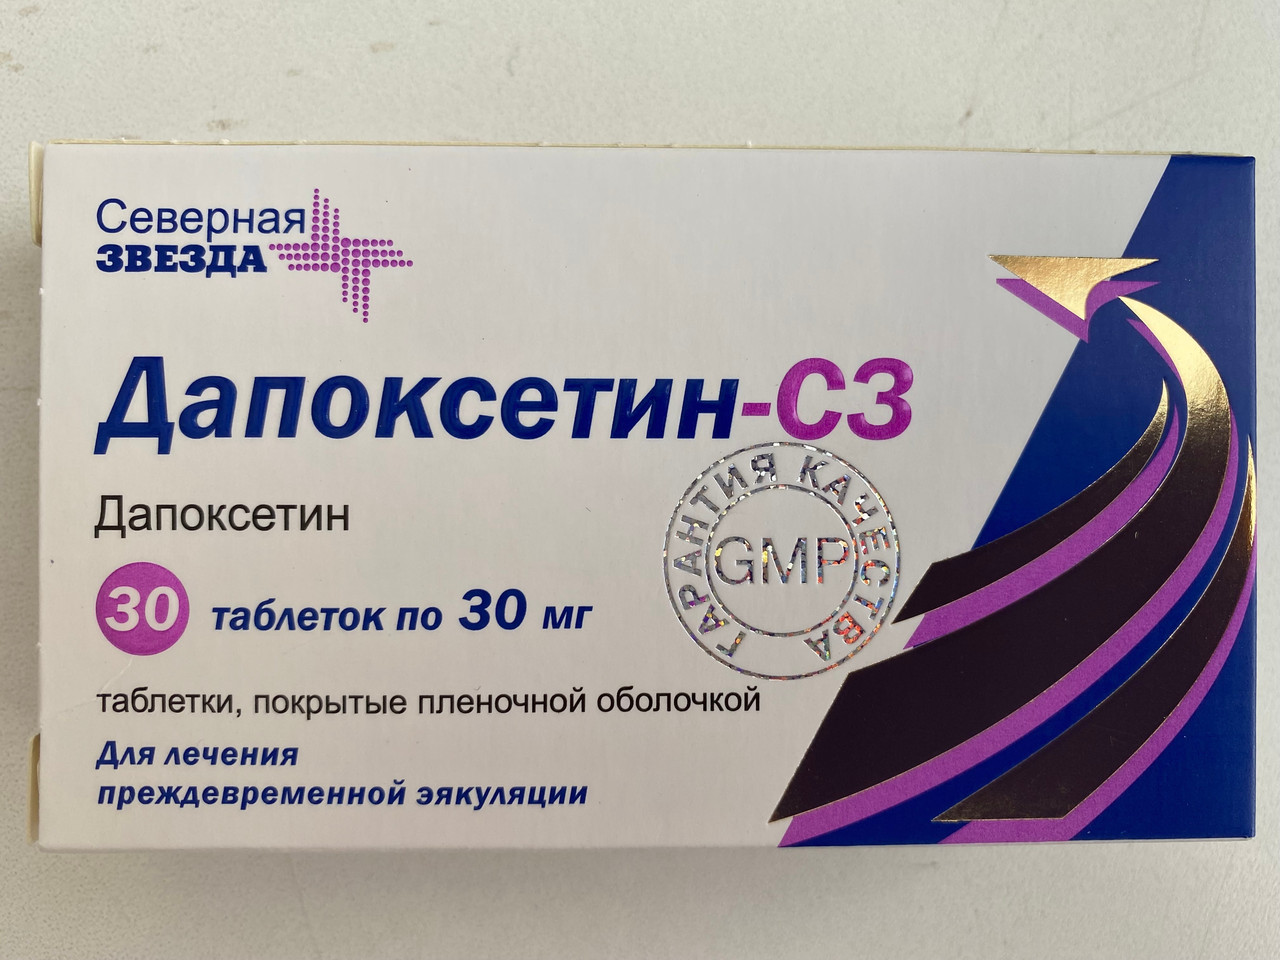 Северная
ЗВЕЗДА
Дапоксетин-СЗ
Дапоксетин
ГАРАНТИЯ КАЧЕСТВА
GMP
30 таблеток по 30 мг
таблетки, покрытые пленочной оболочкой
Для лечения
преждевременной эякуляции